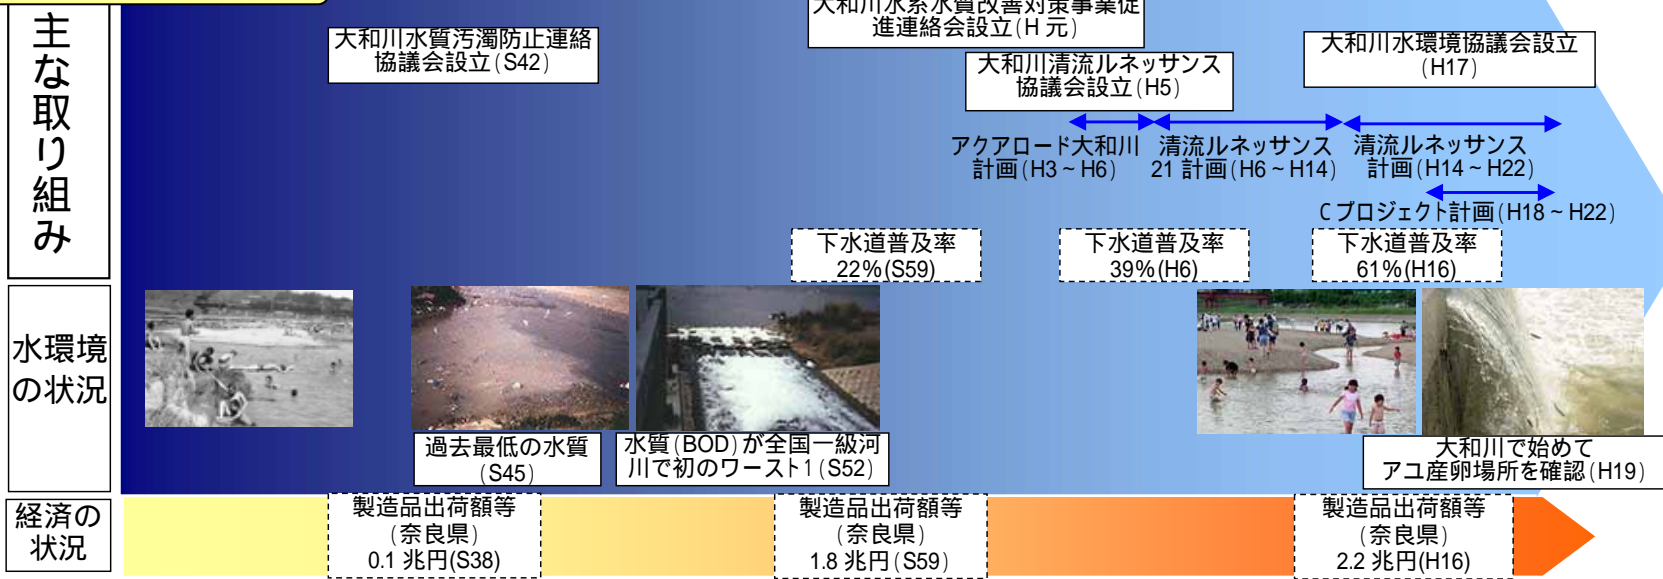 主な取り組み
大和川水質汚濁防止連絡
協議会設立(S42)
大和川水系水質改善対策事業促
進連絡会設立(H 元)
大和川清流ルネッサンス
協議会設立(H5)
大和川水環境協議会設立
(H17)
アクアロード大和川
計画(H3~H6)
清流ルネッサンス
21 計画(H6~H14)
清流ルネッサンス
計画(H14~H22)
Cプロジェクト計画(H18~H22)
下水道普及率
22%(S59)
下水道普及率
39%(H6)
下水道普及率
61%(H16)
水環境
の状況
過去最低の水質
(S45)
水質(BOD)が全国一級河
川で初のワースト1(S52)
大和川で始めて
アユ産卵場所を確認(H19)
経済の
状況
製造品出荷額等
(奈良県)
0.1 兆円(S38)
製造品出荷額等
(奈良県)
1.8 兆円(S59)
製造品出荷額等
(奈良県)
2.2 兆円(H16)